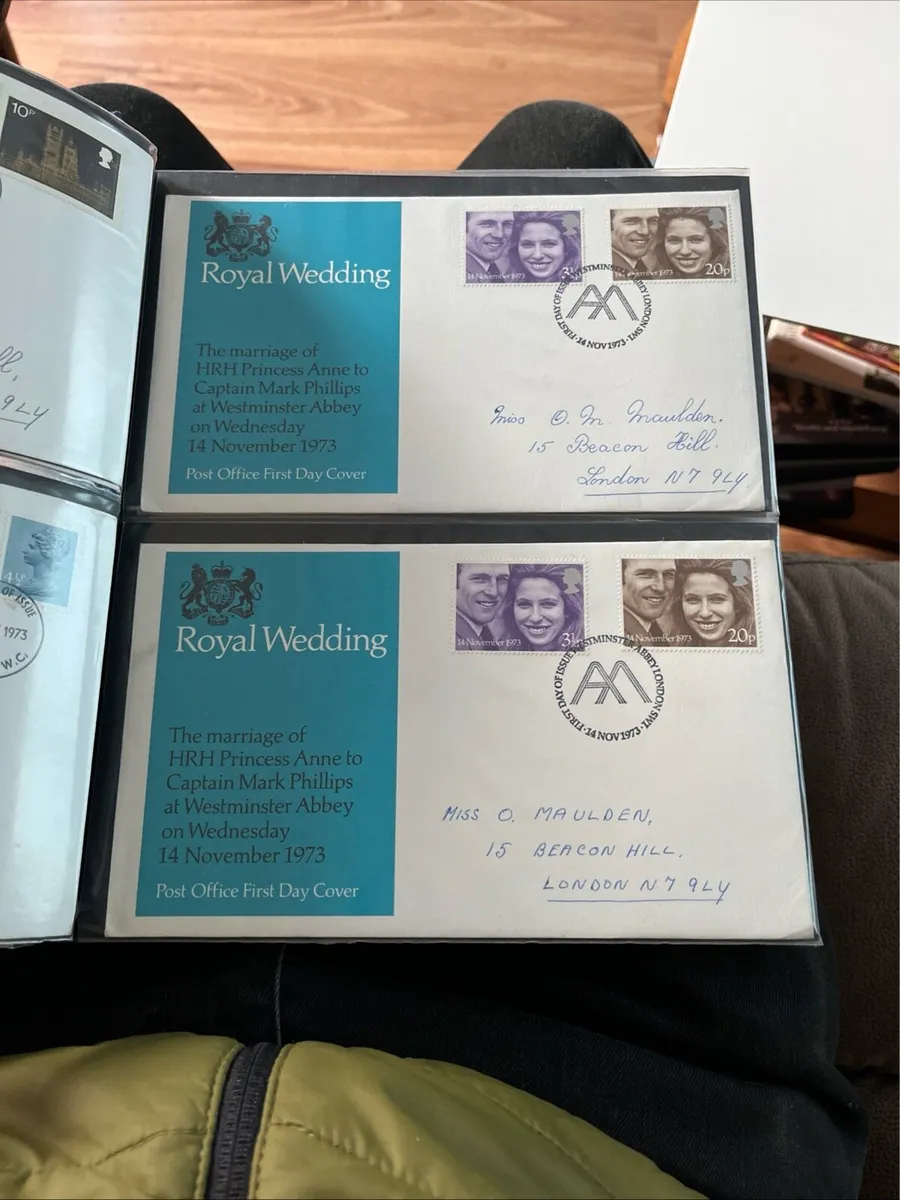 10P
ll,
9LY
4½P
OF ISSUE
1973
W.C.
Royal Wedding
The marriage of
HRH Princess Anne to
Captain Mark Phillips
at Westminster Abbey
on Wednesday
14 November 1973
Post Office First Day Cover
14 November 1973
3½
14 November 1973
20p
FIRST DAY OF ISSUE WESTMINSTER ABBEY LONDON SW1
14 NOV 1973
Miss O. M. Maulden.
15 Beacon Hill.
London N7 9LY
Royal Wedding
The marriage of
HRH Princess Anne to
Captain Mark Phillips
at Westminster Abbey
on Wednesday
14 November 1973
Post Office First Day Cover
14 November 1973
3½
14 November 1973
20p
FIRST DAY OF ISSUE WESTMINSTER ABBEY LONDON SW1
14 NOV 1973
MISS O. MAULDEN,
15 BEACON HILL,
LONDON N7 9LY